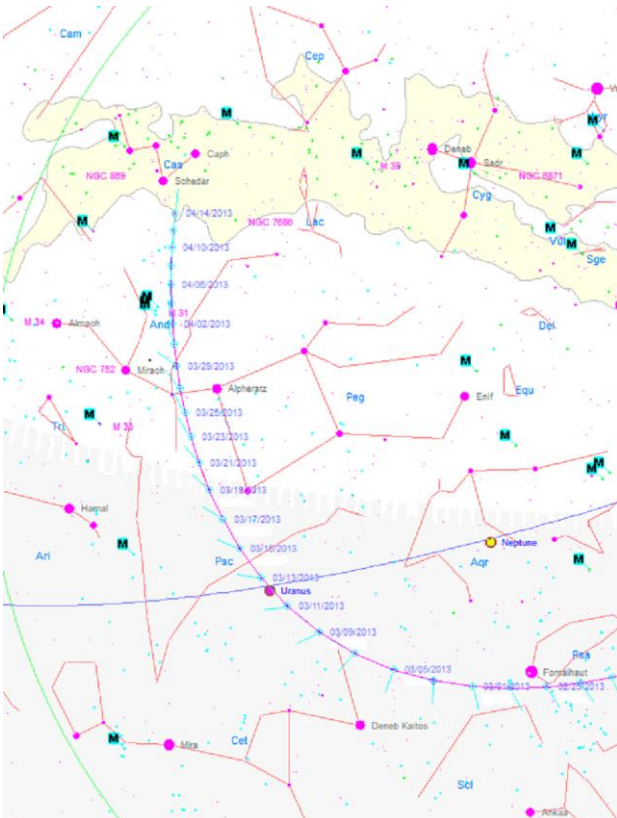 Cam
Cep
Lyr
Deneb
Caph
M 39
Sadr
Cas
NGC 869
Schedar
NGC 6871
Cyg
04/14/2013
NGC 7686
Lac
Vul
04/10/2013
Sge
04/06/2013
M 31
M 34
Almach
And
04/02/2013
Del
03/29/2013
NGC 752
Mirach
Alpheratz
Peg
Enif
Equ
03/25/2013
Tri
M 33
03/23/2013
03/21/2013
03/19/2013
Hamal
03/17/2013
Neptune
Ari
03/15/2013
Psc
Aqr
03/13/2013
Uranus
03/11/2013
03/09/2013
PsA
03/05/2013
Fomalhaut
03/01/2013
02/25/2013
Deneb Kaitos
Mira
Cet
Scl
Ankaa